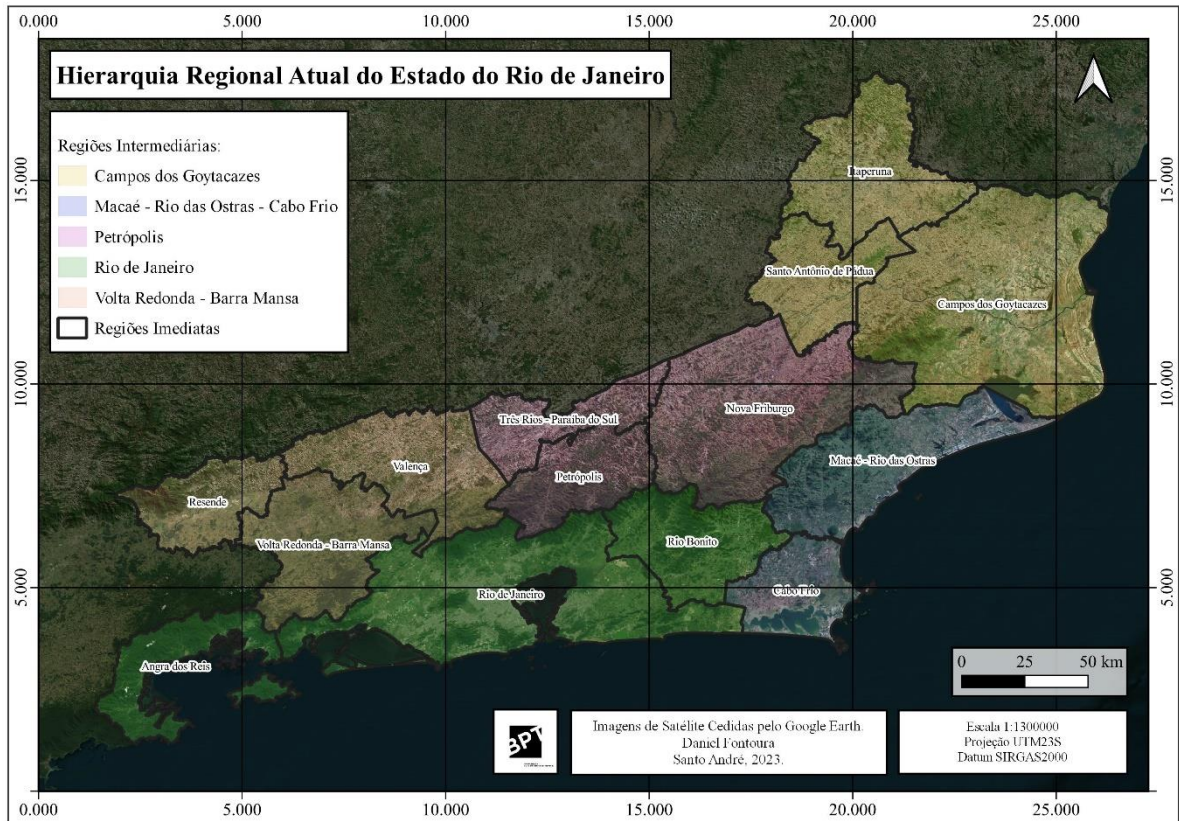 0.000 5.000 10.000 15.000 20.000 25.000
Hierarquia Regional Atual do Estado do Rio de Janeiro
Regiões Intermediárias:
Campos dos Goytacazes
Macaé - Rio das Ostras - Cabo Frio
Petrópolis
Rio de Janeiro
Volta Redonda - Barra Mansa
Regiões Imediatas
15.000 15.000
10.000 10.000
5.000 5.000
Itaperuna
Santo Antônio de Pádua
Campos dos Goytacazes
Três Rios - Paraíba do Sul
Nova Friburgo
Valença
Petrópolis
Macaé - Rio das Ostras
Resende
Volta Redonda - Barra Mansa
Rio Bonito
Rio de Janeiro
Cabo Frio
Angra dos Reis
0 25 50 km
BPT
Imagens de Satélite Cedidas pelo Google Earth.
Daniel Fontoura
Santo André, 2023.
Escala 1:1300000
Projeção UTM23S
Datum SIRGAS2000
0.000 5.000 10.000 15.000 20.000 25.000